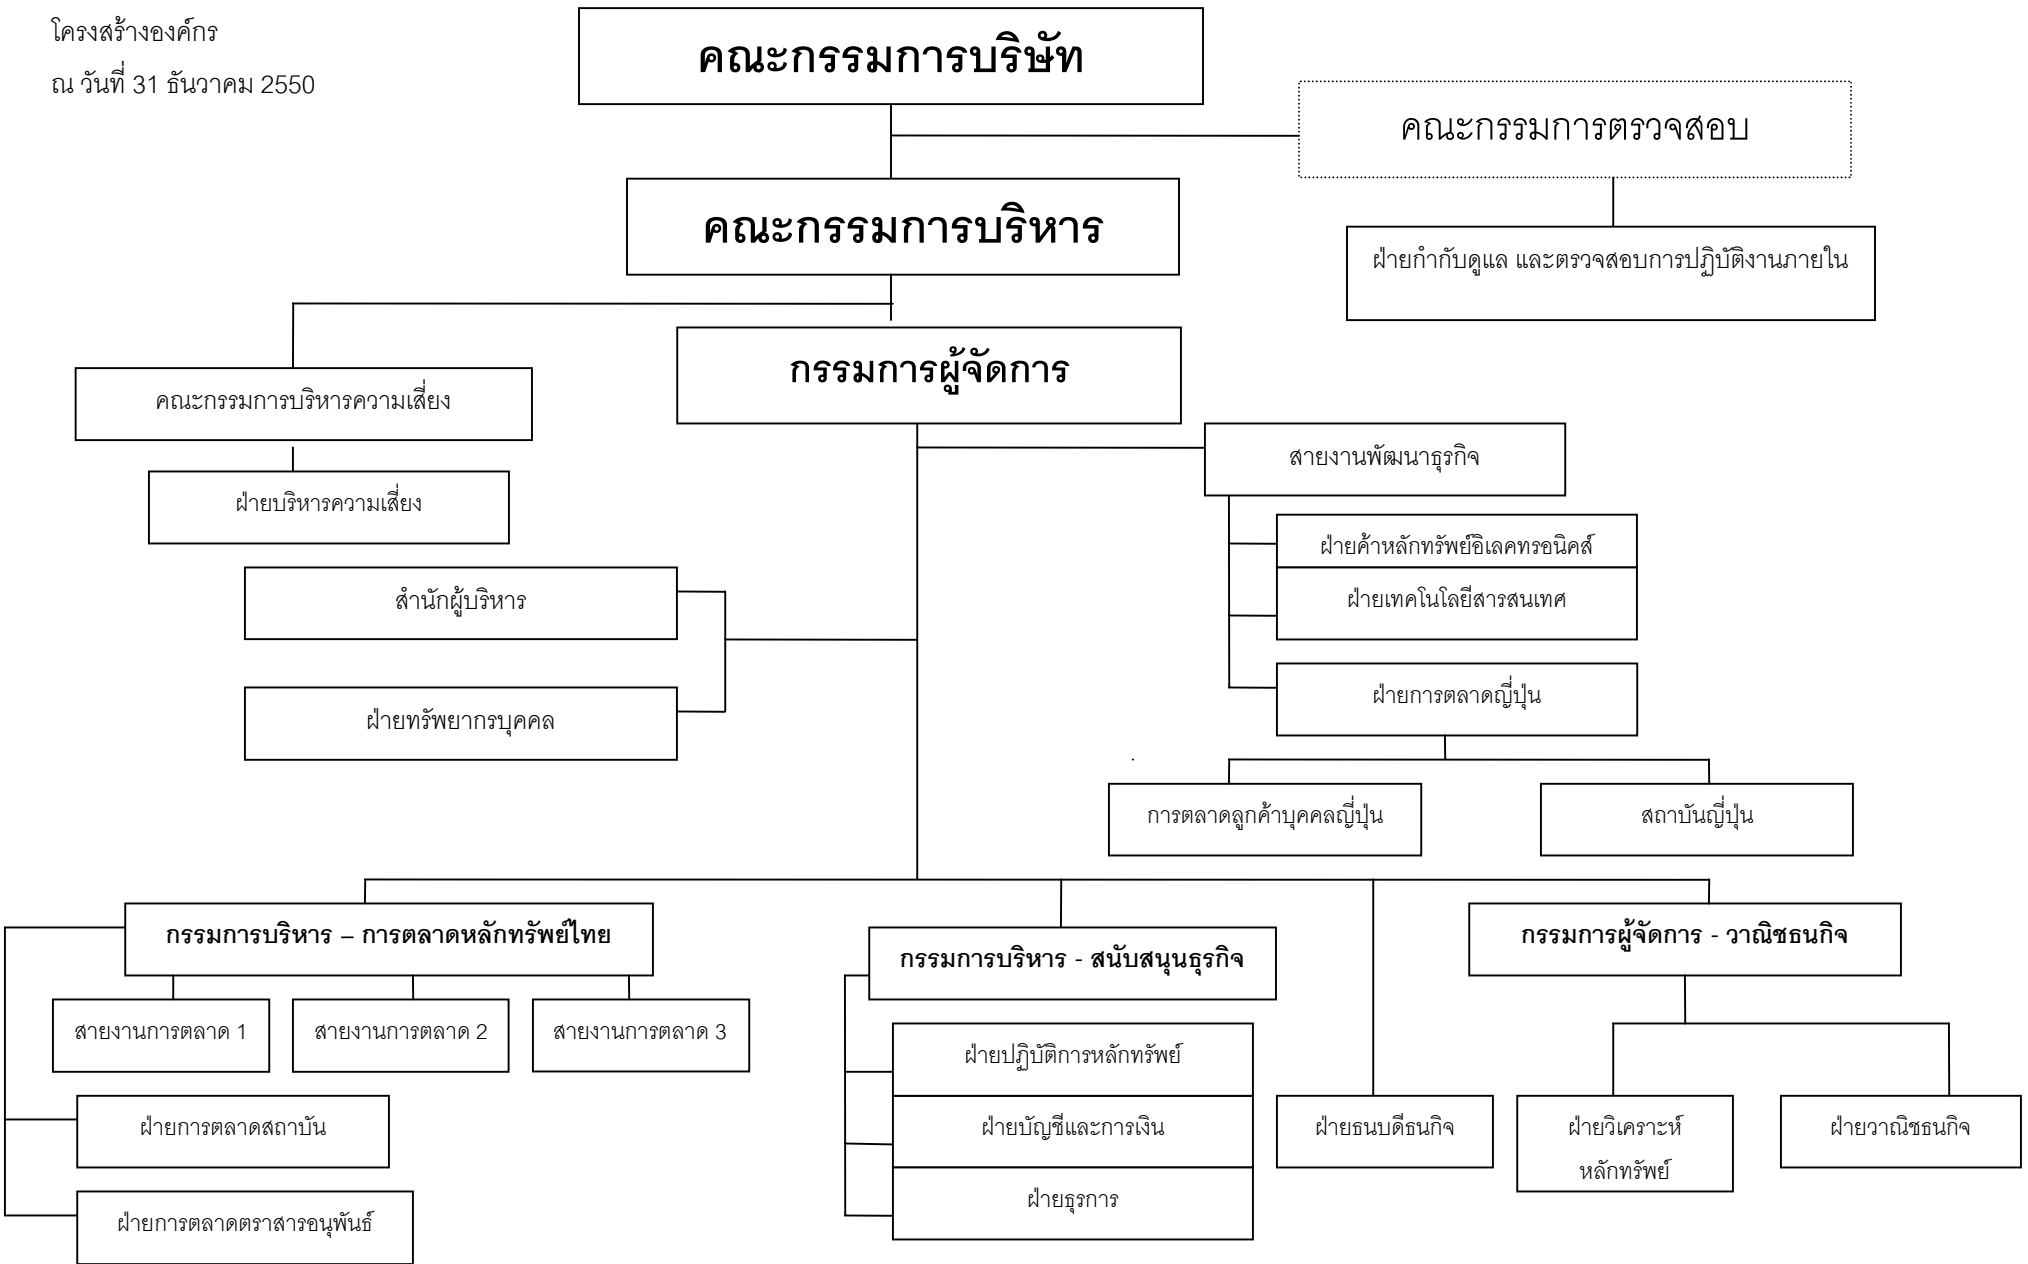 โครงสร้างองค์กร
ณ วันที่ 31 ธันวาคม 2550
คณะกรรมการบริษัท
คณะกรรมการตรวจสอบ
คณะกรรมการบริหาร
ฝ่ายกำกับดูแล และตรวจสอบการปฏิบัติงานภายใน
กรรมการผู้จัดการ
คณะกรรมการบริหารความเสี่ยง
สายงานพัฒนาธุรกิจ
ฝ่ายบริหารความเสี่ยง
ฝ่ายค้าหลักทรัพย์อิเลคทรอนิคส์
สำนักผู้บริหาร
ฝ่ายเทคโนโลยีสารสนเทศ
ฝ่ายการตลาดญี่ปุ่น
ฝ่ายทรัพยากรบุคคล
การตลาดลูกค้าบุคคลญี่ปุ่น
สถาบันญี่ปุ่น
กรรมการบริหาร – การตลาดหลักทรัพย์ไทย
กรรมการบริหาร - สนับสนุนธุรกิจ
กรรมการผู้จัดการ - วาณิชธนกิจ
สายงานการตลาด 1
สายงานการตลาด 2
สายงานการตลาด 3
ฝ่ายปฏิบัติการหลักทรัพย์
ฝ่ายการตลาดสถาบัน
ฝ่ายบัญชีและการเงิน
ฝ่ายธนบดีธนกิจ
ฝ่ายวิเคราะห์
หลักทรัพย์
ฝ่ายวาณิชธนกิจ
ฝ่ายธุรการ
ฝ่ายการตลาดตราสารอนุพันธ์